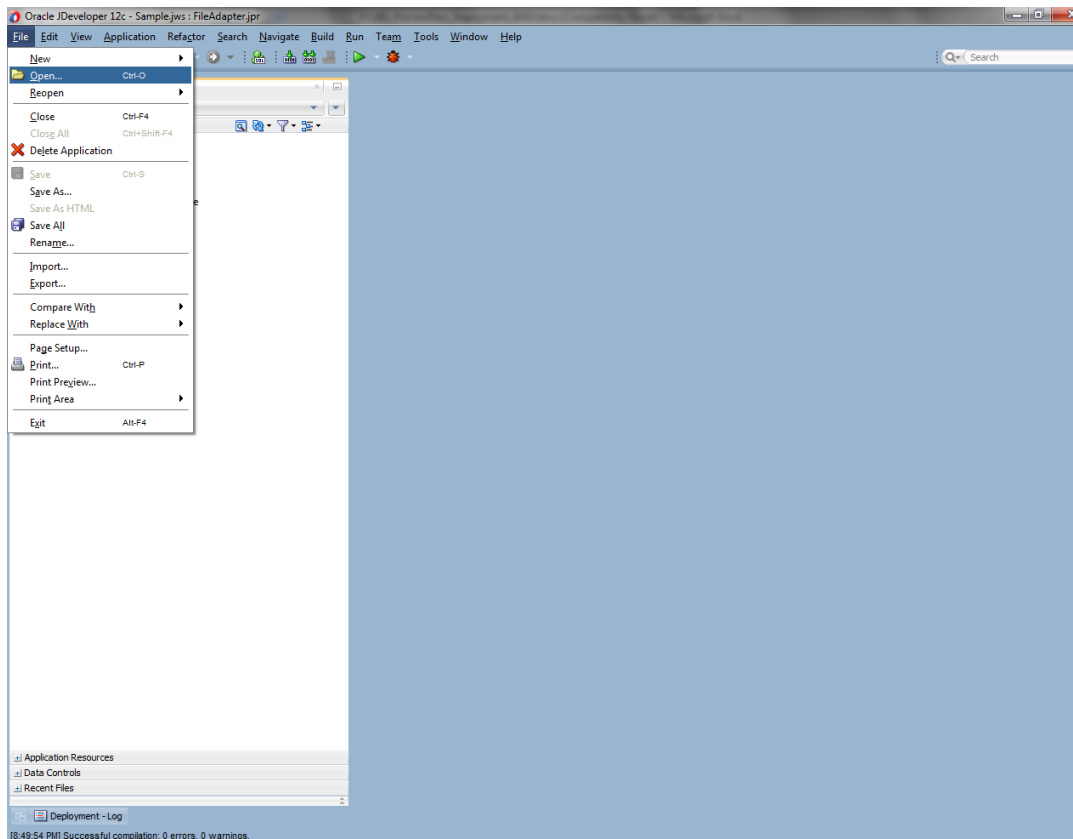 Oracle JDeveloper 12c - Sample.jws : FileAdapter.jpr
File Edit View Application Refactor Search Navigate Build Run Team Tools Window Help
New
Search
Open... Ctrl-O
Reopen
Close Ctrl-F4
Close All Ctrl+Shift-F4
Delete Application
Save Ctrl-S
Save As...
Save As HTML
e
Save All
Rename...
Import...
Export...
Compare With
Replace With
Page Setup...
Print... Ctrl-P
Print Preview...
Print Area
Exit Alt-F4
Application Resources
Data Controls
Recent Files
Deployment - Log
[8:49:54 PM] Successful compilation: 0 errors, 0 warnings.